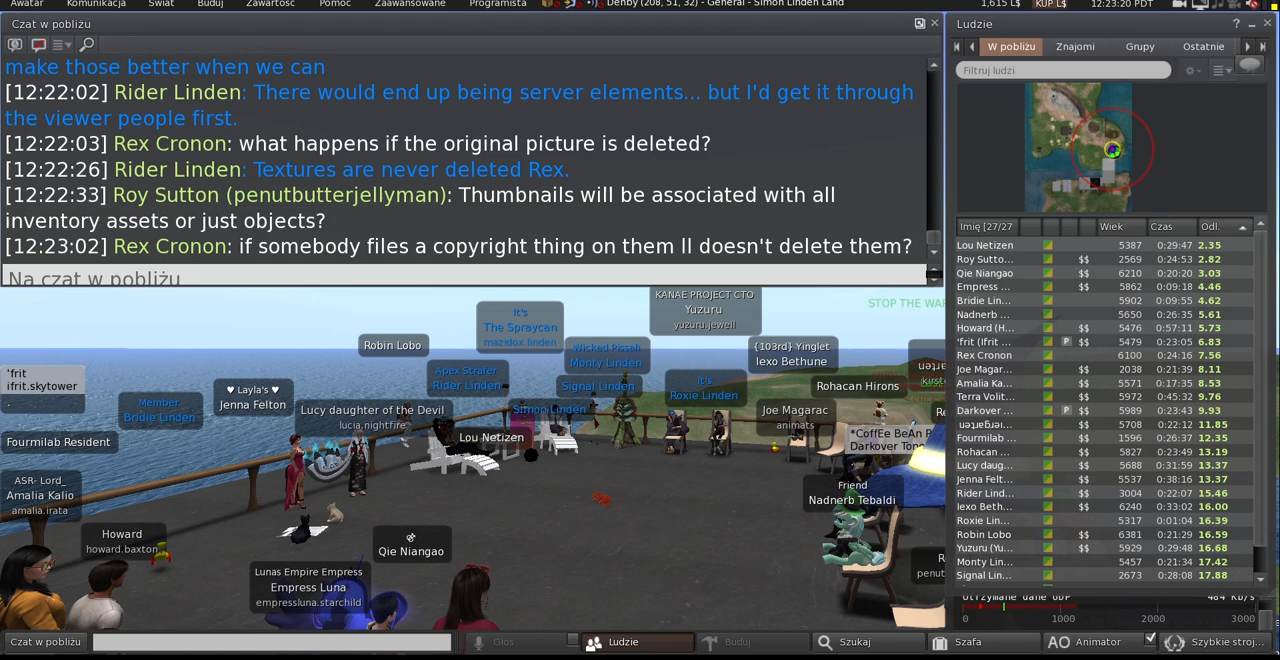 Awatar Komunikacja Świat Buduj Zawartość Pomoc Zaawansowane Programista Denby (208, 51, 32) - General - Simon Linden Land 1,615 L$ KUP L$ 12:23:20 PDT
Czat w pobliżu
make those better when we can
[12:22:02] Rider Linden: There would end up being server elements... but I'd get it through
the viewer people first.
[12:22:03] Rex Cronon: what happens if the original picture is deleted?
[12:22:26] Rider Linden: Textures are never deleted Rex.
[12:22:33] Roy Sutton (penutbutterjellyman): Thumbnails will be associated with all
inventory assets or just objects?
[12:23:02] Rex Cronon: if somebody files a copyright thing on them ll doesn't delete them?
Na czat w pobliżu
Ludzie
W pobliżu Znajomi Grupy Ostatnie
Filtruj ludzi
Imię [27/27 Wiek Czas Odl.
Lou Netizen 5387 0:29:47 2.35
Roy Sutto... $$ 2569 0:24:53 2.82
Qie Niangao $$ 6210 0:20:20 3.03
Empress ... $$ 5862 0:09:18 4.46
Bridie Lin... 5902 0:09:55 4.62
Nadnerb ... 5650 0:26:35 5.61
Howard (H... $$ 5476 0:57:11 5.73
'frit (Ifrit ... P $$ 5479 0:23:05 6.83
Rex Cronon $$ 6100 0:24:16 7.56
Joe Magar... $$ 2038 0:21:39 8.11
Amalia Ka... $$ 5571 0:17:35 8.53
Terra Volit... $$ 5972 0:45:32 9.76
Darkover ... P $$ 5989 0:23:43 9.93
$$ 5708 0:22:12 11.85
Fourmilab ... $$ 1596 0:26:37 12.35
Rohacan ... $$ 5827 0:23:29 13.19
Lucy daug... $$ 5688 0:31:59 13.37
Jenna Felt... $$ 5537 0:38:16 13.37
Rider Lind... $$ 3004 0:22:07 15.46
Iexo Beth... $$ 6240 0:33:02 16.00
Roxie Lin... 5317 0:01:04 16.39
Robin Lobo $$ 6381 0:21:29 16.59
Yuzuru (Yu... $$ 5929 0:29:48 16.68
Monty Lin... 5457 0:21:34 17.42
Signal Lin... 2673 0:28:08 17.88
Otrzymane dane UDP 484 Kb/s
0 1000 2000 3000
STOP THE WAR
KANAE PROJECT CTO
Yuzuru
yuzuru.jewell
It's
The Spraycan
mazidox.linden
Robin Lobo
Wicked Pissah
Monty Linden
{103rd} Yinglet
Iexo Bethune
'frit
ifrit.skytower
Apex Strafer
Rider Linden
Signal Linden
It's
Roxie Linden
Rohacan Hirons
♥ Layla's ♥
Jenna Felton
Member
Bridie Linden
Lucy daughter of the Devil
lucia.nightfire
Simon Linden
Joe Magarac
animats
Lou Netizen
*CoffEe BeAn
Darkover
Fourmilab Resident
ASR- Lord_
Amalia Kalio
amalia.irata
Friend
Nadnerb Tebaldi
Howard
howard.baxton
Qie Niangao
Lunas Empire Empress
Empress Luna
empressluna.starchild
penut
Czat w pobliżu Głos Ludzie Buduj Szukaj Szafa AO Animator Szybkie stroj...